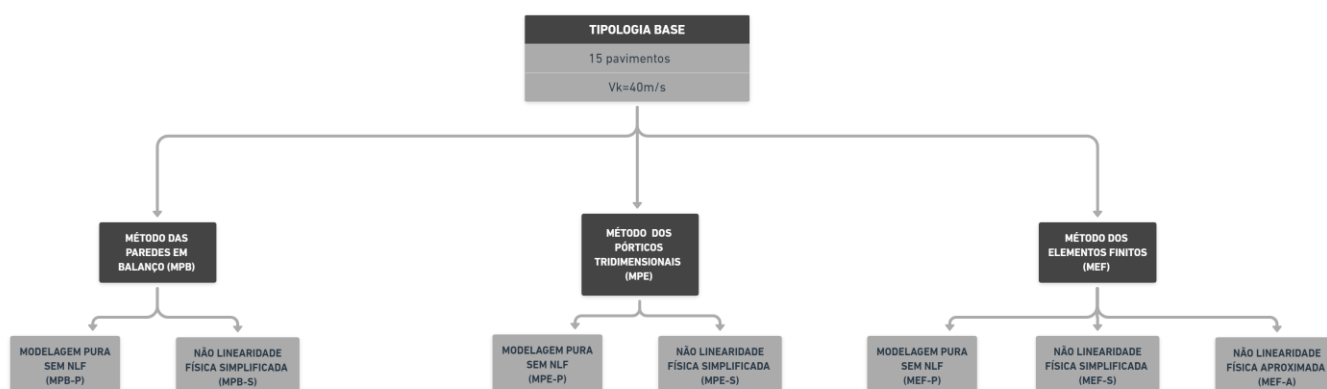 TIPOLOGIA BASE
15 pavimentos
Vk=40m/s
MÉTODO DAS
PAREDES EM
BALANÇO (MPB)
MÉTODO DOS
PÓRTICOS
TRIDIMENSIONAIS
(MPE)
MÉTODO DOS
ELEMENTOS FINITOS
(MEF)
MODELAGEM PURA
SEM NLF
(MPB-P)
NÃO LINEARIDADE
FÍSICA SIMPLIFICADA
(MPB-S)
MODELAGEM PURA
SEM NLF
(MPE-P)
NÃO LINEARIDADE
FÍSICA SIMPLIFICADA
(MPE-S)
MODELAGEM PURA
SEM NLF
(MEF-P)
NÃO LINEARIDADE
FÍSICA SIMPLIFICADA
(MEF-S)
NÃO LINEARIDADE
FÍSICA APROXIMADA
(MEF-A)